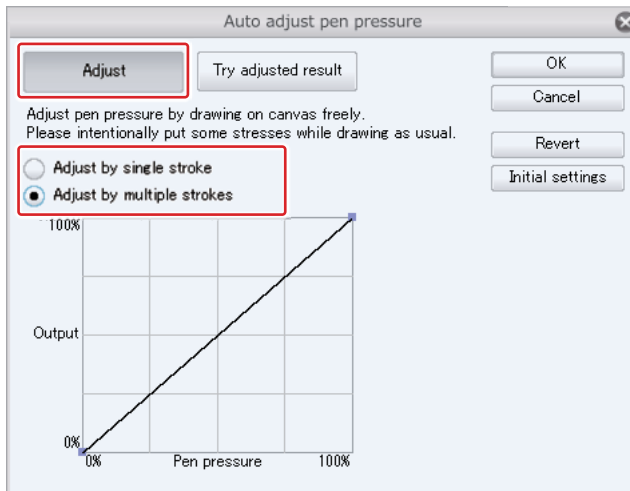 Auto adjust pen pressure
Adjust
Try adjusted result
OK
Cancel
Adjust pen pressure by drawing on canvas freely.
Please intentionally put some stresses while drawing as usual.
Revert
Adjust by single stroke
Initial settings
Adjust by multiple strokes
100%
Output
0%
0%
Pen pressure
100%